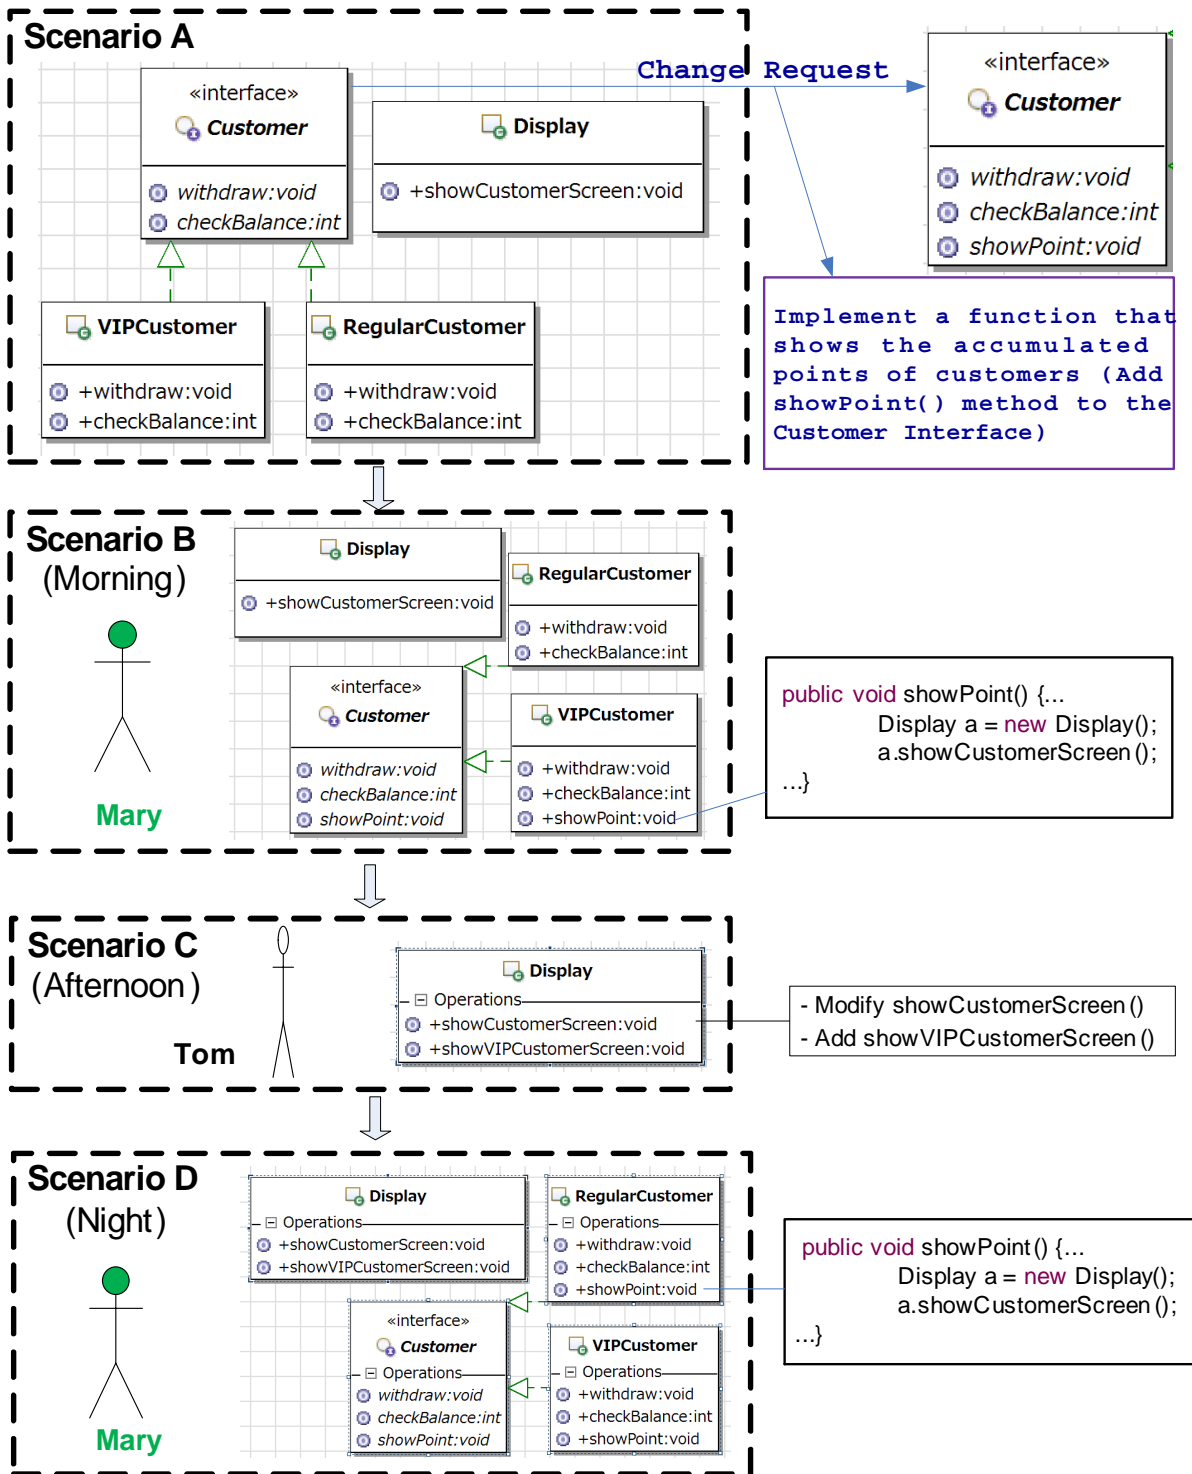 Scenario A
«interface»
Customer
withdraw:void
checkBalance:int
Display
+showCustomerScreen:void
VIPCustomer
+withdraw:void
+checkBalance:int
RegularCustomer
+withdraw:void
+checkBalance:int
Change Request
«interface»
Customer
withdraw:void
checkBalance:int
showPoint:void
Implement a function that
shows the accumulated
points of customers (Add
showPoint() method to the
Customer Interface)
Scenario B
(Morning)
Mary
Display
+showCustomerScreen:void
RegularCustomer
+withdraw:void
+checkBalance:int
«interface»
Customer
withdraw:void
checkBalance:int
showPoint:void
VIPCustomer
+withdraw:void
+checkBalance:int
+showPoint:void
public void showPoint() {...
Display a = new Display();
a.showCustomerScreen();
...}
Scenario C
(Afternoon)
Tom
Display
Operations
+showCustomerScreen:void
+showVIPCustomerScreen:void
- Modify showCustomerScreen()
- Add showVIPCustomerScreen()
Scenario D
(Night)
Mary
Display
Operations
+showCustomerScreen:void
+showVIPCustomerScreen:void
RegularCustomer
Operations
+withdraw:void
+checkBalance:int
+showPoint:void
«interface»
Customer
Operations
withdraw:void
checkBalance:int
showPoint:void
VIPCustomer
Operations
+withdraw:void
+checkBalance:int
+showPoint:void
public void showPoint() {...
Display a = new Display();
a.showCustomerScreen();
...}